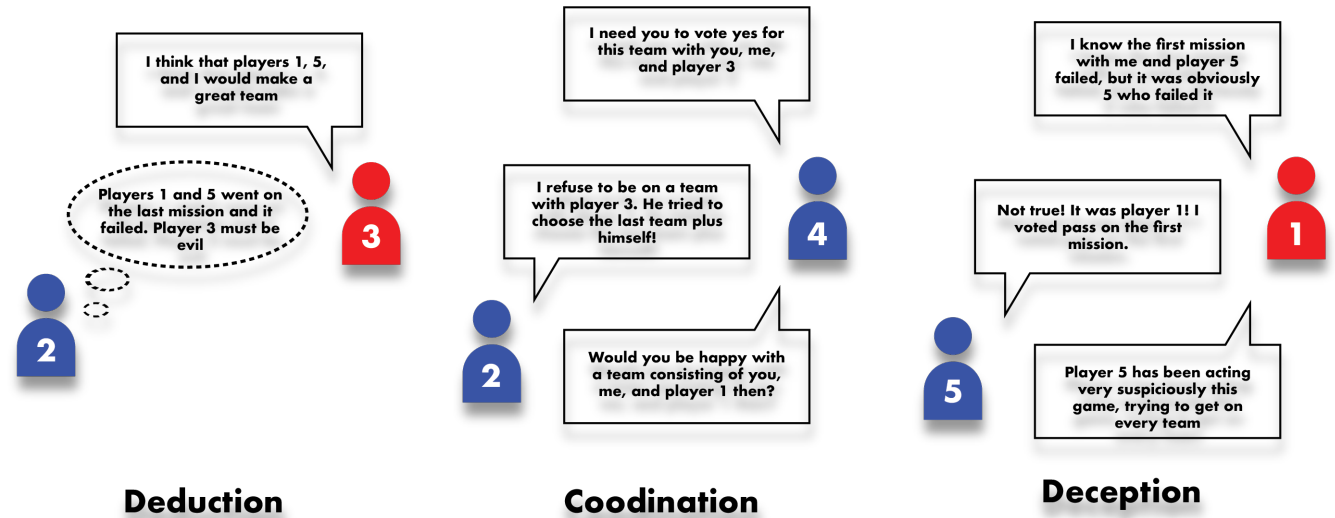 I think that players 1, 5,
and I would make a
great team
Players 1 and 5 went on
the last mission and it
failed. Player 3 must be
evil
3
2
Deduction
I need you to vote yes for
this team with you, me,
and player 3
I refuse to be on a team
with player 3. He tried to
choose the last team plus
himself!
4
2
Would you be happy with
a team consisting of you,
me, and player 1 then?
Coodination
I know the first mission
with me and player 5
failed, but it was obviously
5 who failed it
Not true! It was player 1! I
voted pass on the first
mission.
1
5
Player 5 has been acting
very suspiciously this
game, trying to get on
every team
Deception